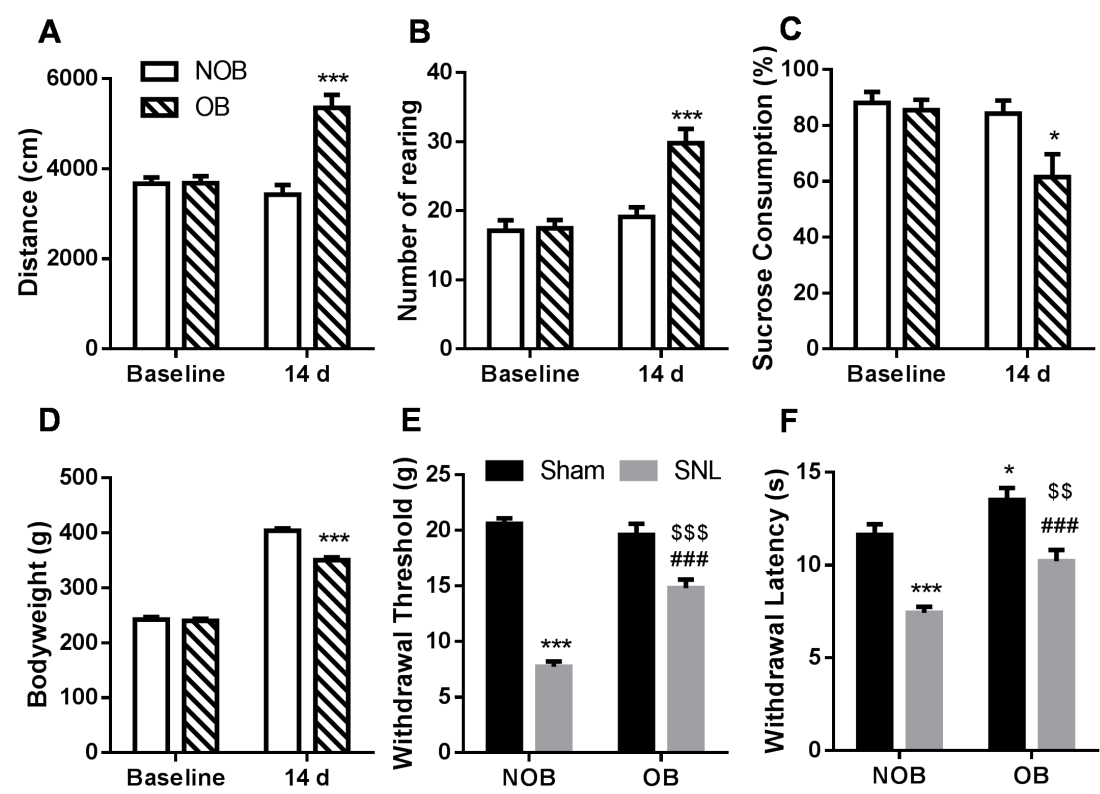 A
NOB
OB
***
6000
4000
2000
0
Distance (cm)
Baseline
14 d
B
***
40
30
20
10
0
Number of rearing
Baseline
14 d
C
*
100
80
60
40
20
0
Sucrose Consumption (%)
Baseline
14 d
D
***
500
400
300
200
100
0
Bodyweight (g)
Baseline
14 d
E
Sham
SNL
***
$$$
###
25
20
15
10
5
0
Withdrawal Threshold (g)
NOB
OB
F
***
*
$$
###
15
10
5
0
Withdrawal Latency (s)
NOB
OB